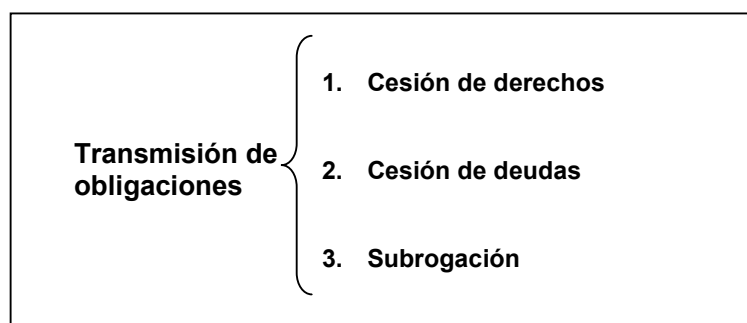 Transmisión de
obligaciones
1. Cesión de derechos
2. Cesión de deudas
3. Subrogación